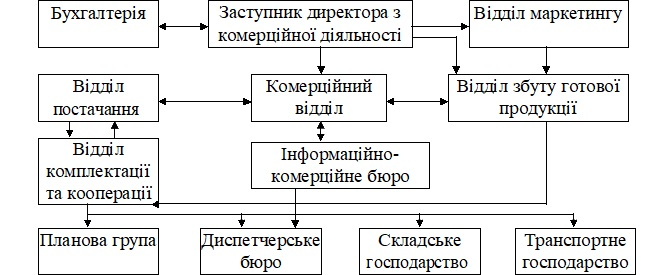 Бухгалтерія
Заступник директора з
комерційної діяльності
Відділ маркетингу
Відділ
постачання
Комерційний
відділ
Відділ збуту готової
продукції
Відділ
комплектації
та кооперації
Інформаційно-
комерційне бюро
Планова група
Диспетчерське
бюро
Складське
господарство
Транспортне
господарство